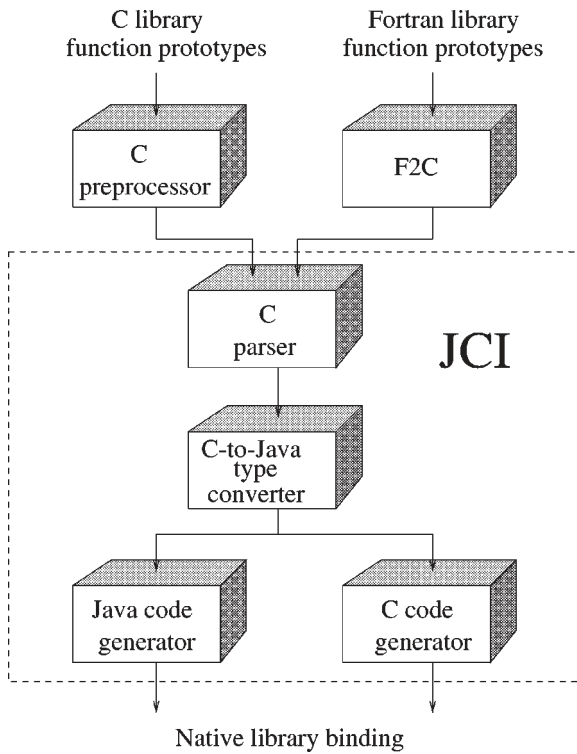 C library
function prototypes
Fortran library
function prototypes
C
preprocessor
F2C
C
parser
JCI
C-to-Java
type
converter
Java code
generator
C code
generator
Native library binding